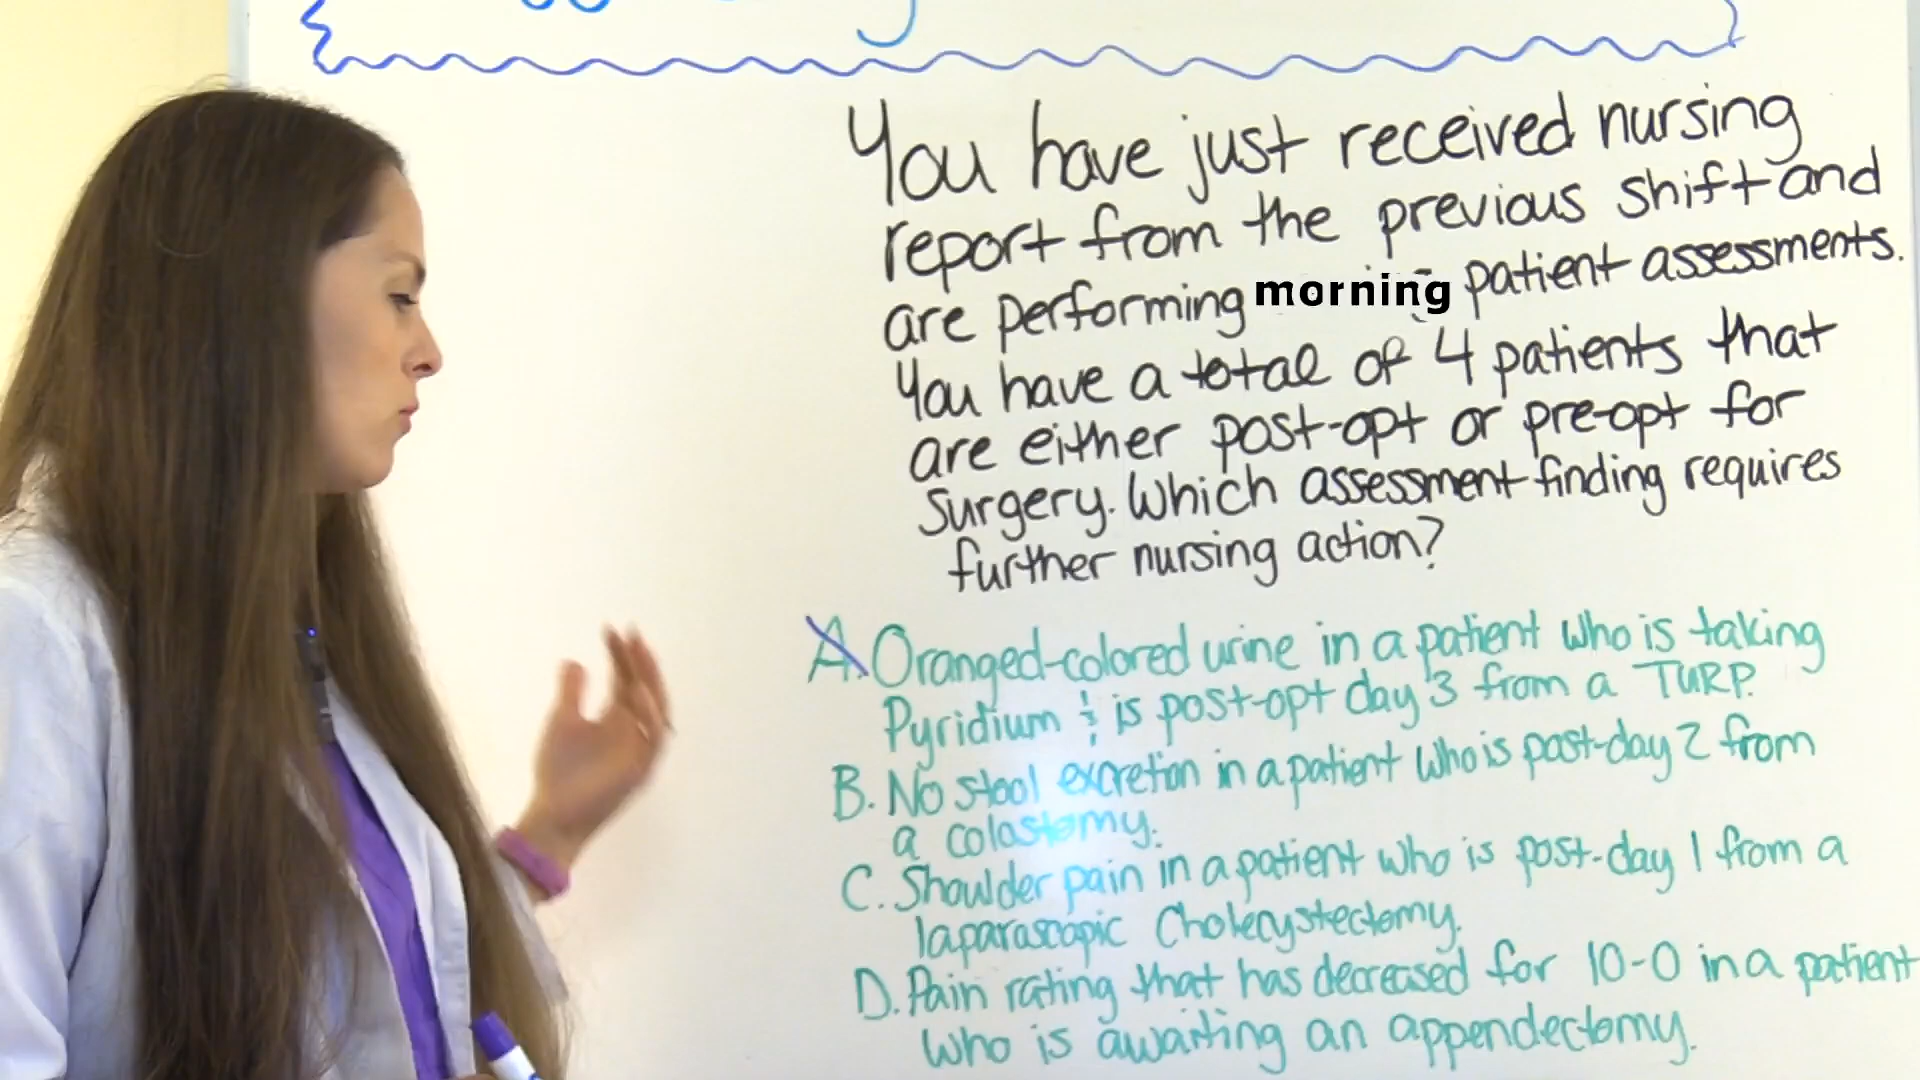 You have just received nursing
report from the previous shift and
are performing morning patient assessments.
You have a total of 4 patients that
are either post-opt or pre-opt for
surgery. Which assessment finding requires
further nursing action?
A. Oranged-colored urine in a patient who is taking
Pyridium & is post-opt day 3 from a TURP.
B. No stool excretion in a patient who is post-day 2 from
a colostomy.
C. Shoulder pain in a patient who is post-day 1 from a
laparascopic Cholecystectomy.
D. Pain rating that has decreased for 10-0 in a patient
who is awaiting an appendectomy.